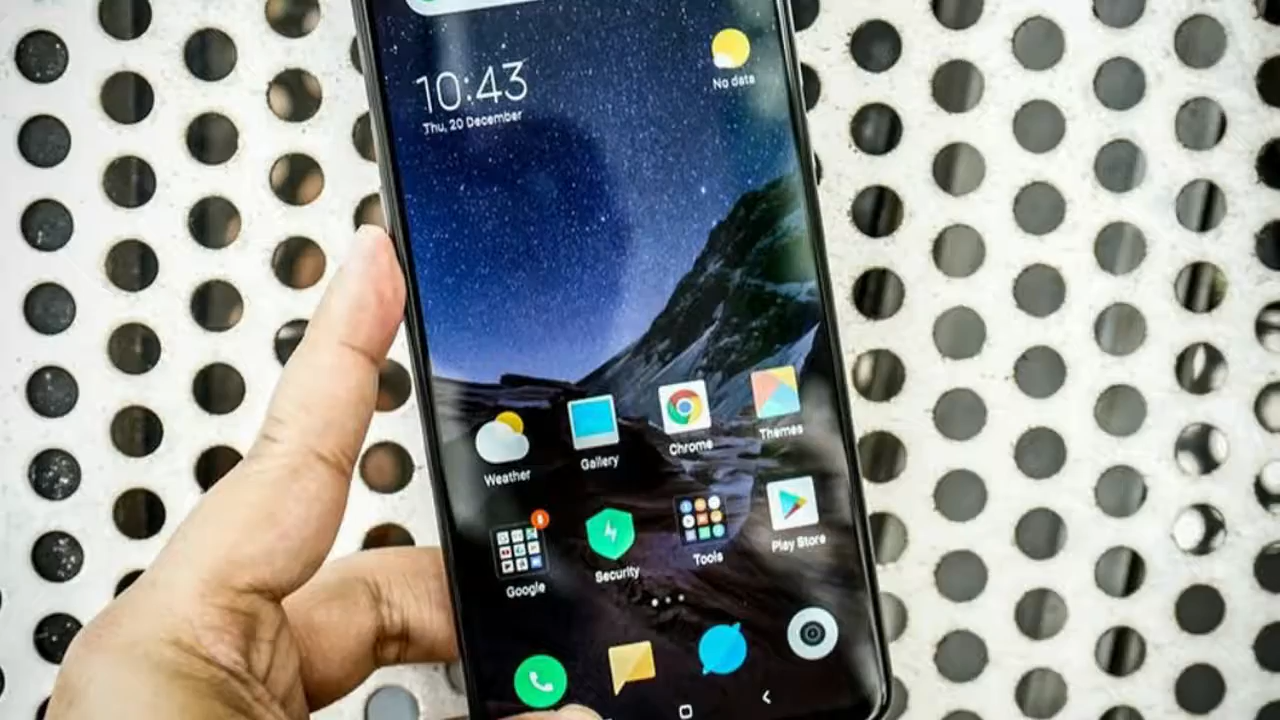 10:43
Thu, 20 December
No data
Weather
Gallery
Chrome
Themes
Google
Security
Tools
Play Store